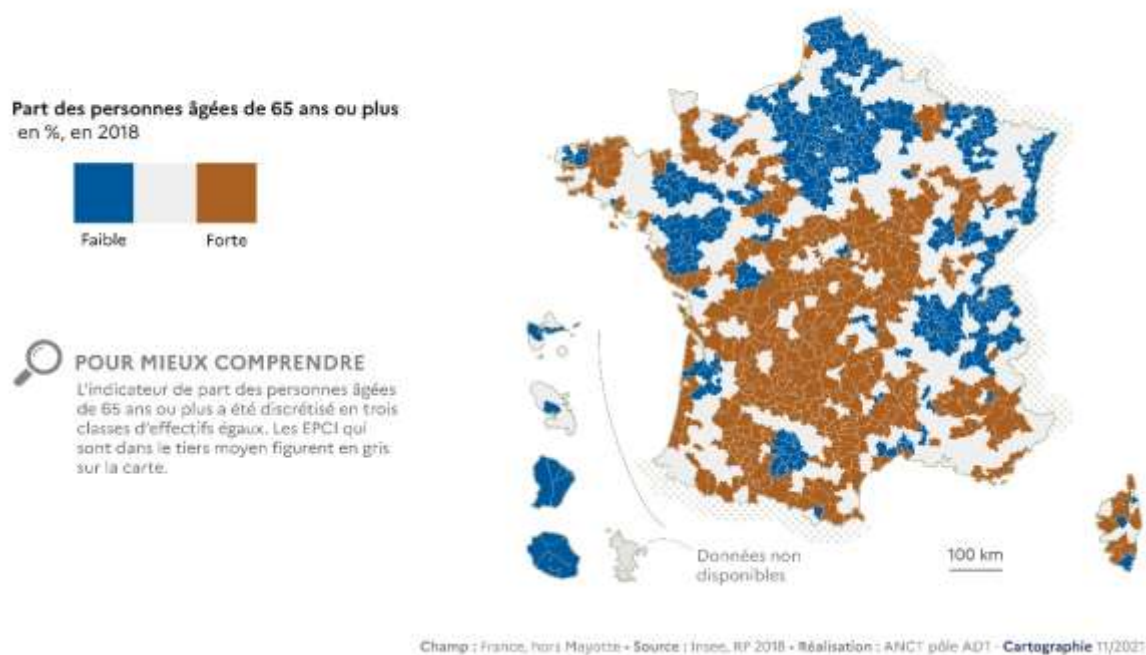 Part des personnes âgées de 65 ans ou plus
en %, en 2018
Faible
Forte
POUR MIEUX COMPRENDRE
L'indicateur de part des personnes âgées
de 65 ans ou plus a été discrétisé en trois
classes d'effectifs égaux. Les EPCI qui
sont dans le tiers moyen figurent en gris
sur la carte.
Données non
disponibles
100 km
Champ : France, hors Mayotte • Source : Insee, RP 2018 • Réalisation : ANCT pôle ADT - Cartographie 11/2021